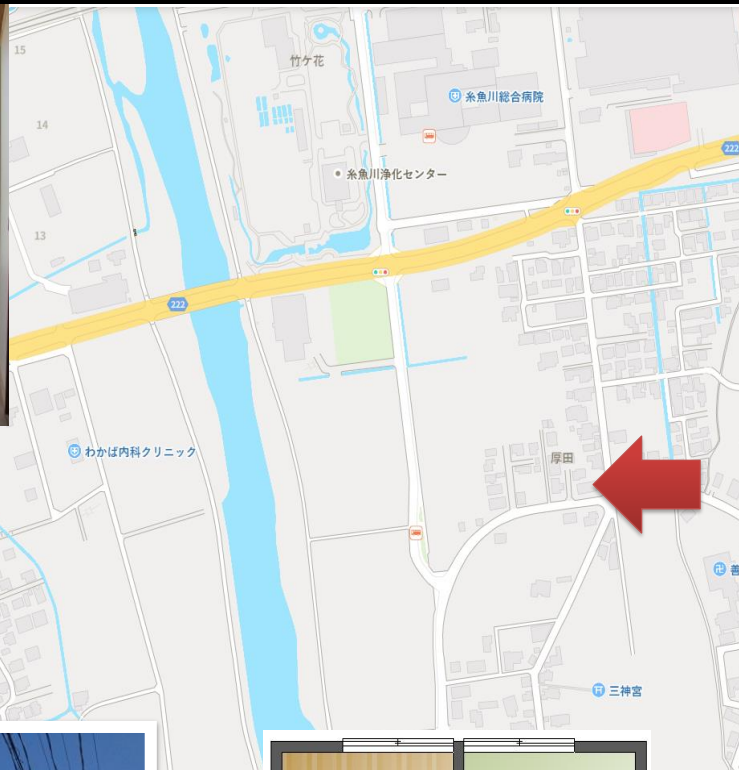 15
竹ケ花
糸魚川総合病院
14
222
糸魚川浄化センター
13
222
わかば内科クリニック
厚田
善
三神宮